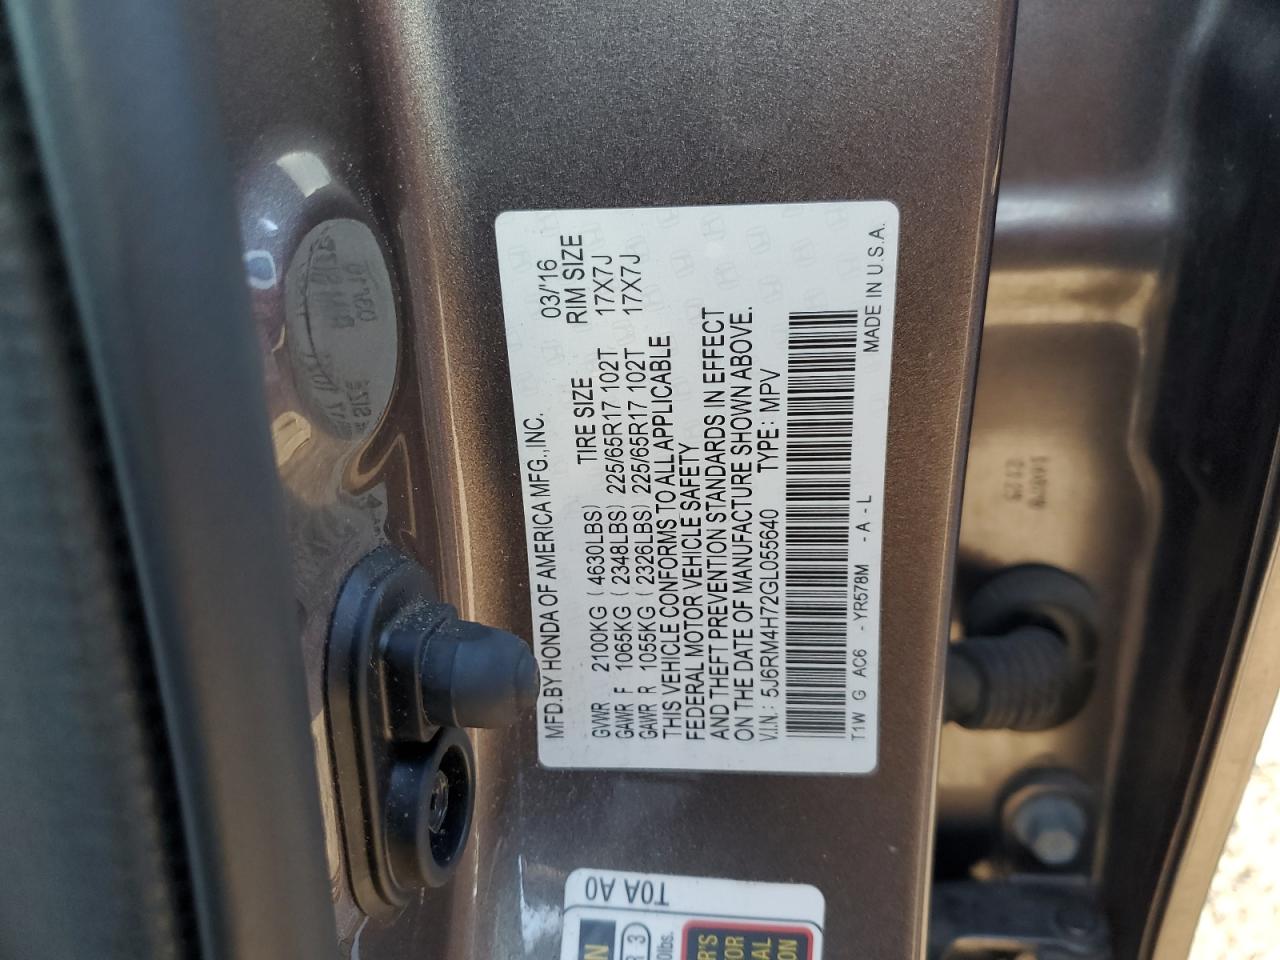 MFD.BY HONDA OF AMERICA MFG.,INC. 03/'16
TIRE SIZE RIM SIZE
GVWR 2100KG ( 4630LBS)
GAWR F 1065KG ( 2348LBS) 225/65R17 102T 17X7J
GAWR R 1055KG ( 2326LBS) 225/65R17 102T 17X7J
THIS VEHICLE CONFORMS TO ALL APPLICABLE
FEDERAL MOTOR VEHICLE SAFETY
AND THEFT PREVENTION STANDARDS IN EFFECT
ON THE DATE OF MANUFACTURE SHOWN ABOVE.
V.I.N.: 5J6RM4H72GL055640 TYPE: MPV
T1W G AC6 - YR578M - A - L MADE IN U.S.A.
T0A A0
R 3
0lbs.